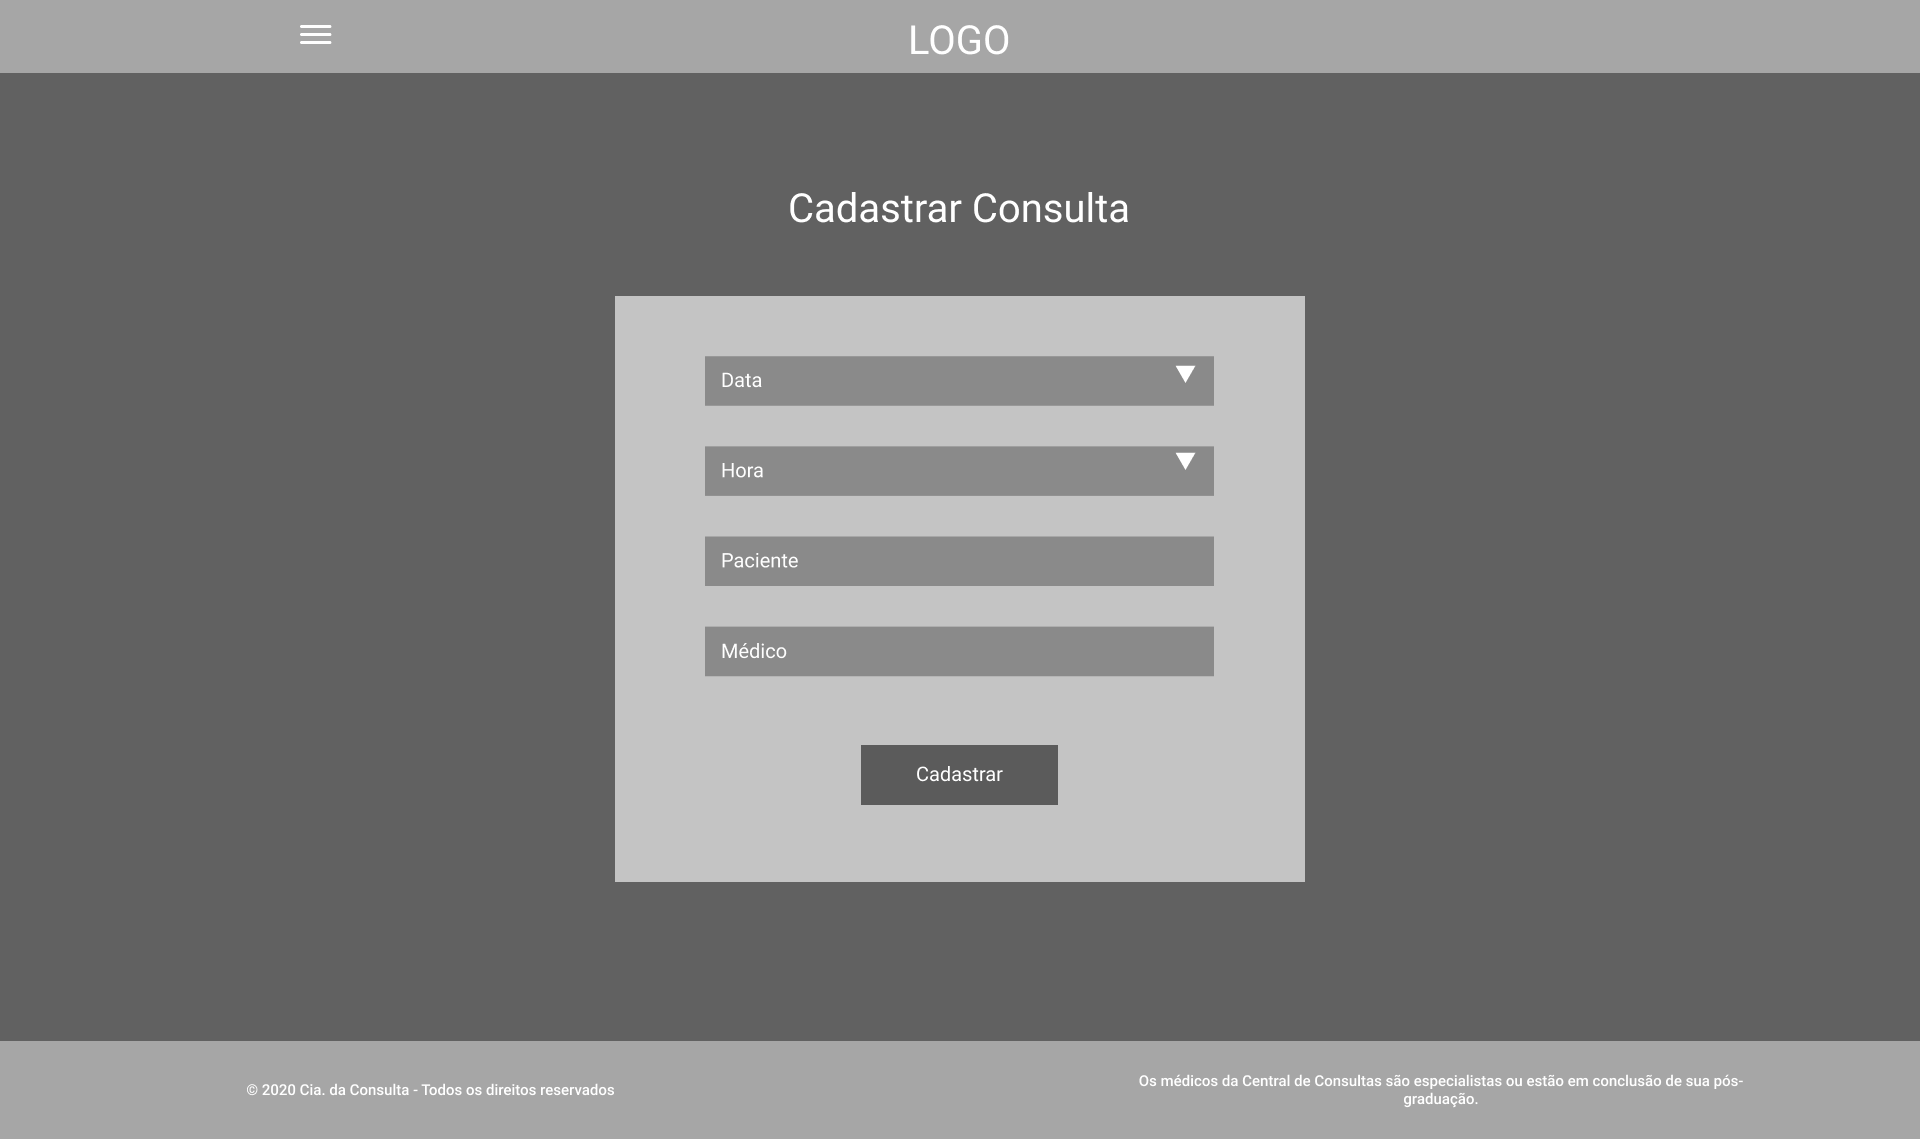 LOGO
Cadastrar Consulta
Data
Hora
Paciente
Médico
Cadastrar
© 2020 Cia. da Consulta - Todos os direitos reservados
Os médicos da Central de Consultas são especialistas ou estão em conclusão de sua pós-
graduação.